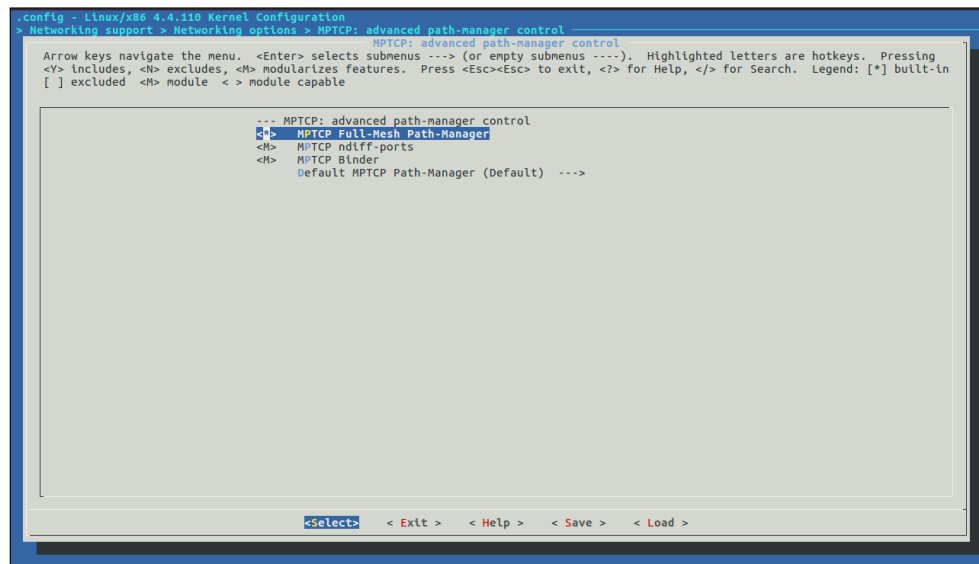 .config - Linux/x86 4.4.110 Kernel Configuration
> Networking support > Networking options > MPTCP: advanced path-manager control
MPTCP: advanced path-manager control
Arrow keys navigate the menu. <Enter> selects submenus ---> (or empty submenus ----). Highlighted letters are hotkeys. Pressing
<Y> includes, <N> excludes, <M> modularizes features. Press <Esc><Esc> to exit, <?> for Help, </> for Search. Legend: [*] built-in
[ ] excluded <M> module < > module capable
--- MPTCP: advanced path-manager control
<*> MPTCP Full-Mesh Path-Manager
<M> MPTCP ndiff-ports
<M> MPTCP Binder
Default MPTCP Path-Manager (Default) --->
<Select> < Exit > < Help > < Save > < Load >